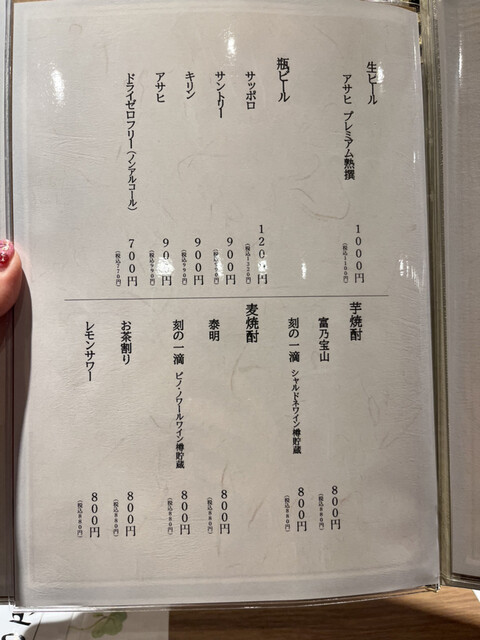 生ビール
アサヒ プレミアム熟撰
1000円
(税込1100円)
瓶ビール
サッポロ
1200円
(税込1320円)
サントリー
900円
(税込990円)
キリン
900円
(税込990円)
アサヒ
900円
(税込990円)
ドライゼロフリー(ノンアルコール)
700円
(税込770円)
芋焼酎
富乃宝山
800円
(税込880円)
刻の一滴 シャルドネワイン樽貯蔵
800円
(税込880円)
麦焼酎
泰明
800円
(税込880円)
刻の一滴 ピノ・ノワールワイン樽貯蔵
800円
(税込880円)
お茶割り
800円
(税込880円)
レモンサワー
800円
(税込880円)